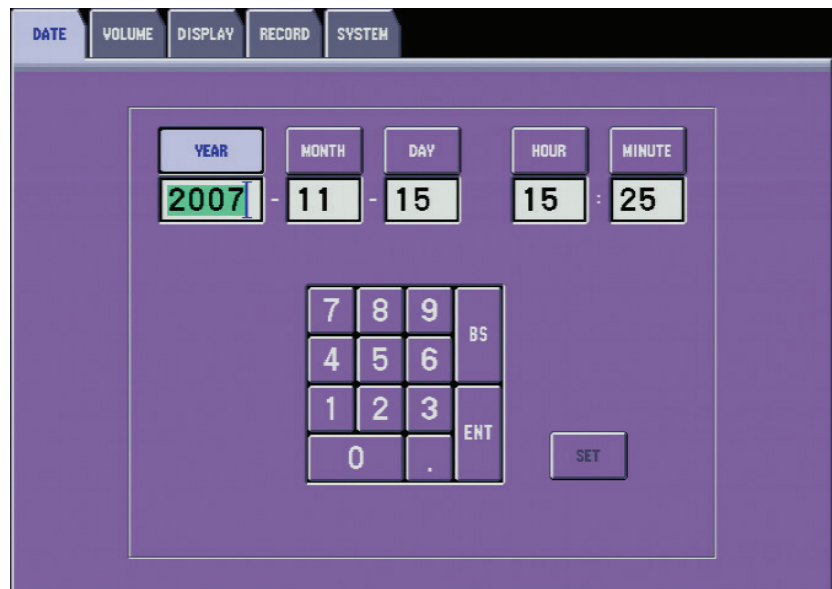 DATE VOLUME DISPLAY RECORD SYSTEM
YEAR MONTH DAY HOUR MINUTE
2007 - 11 - 15 15 : 25
7 8 9 BS
4 5 6
1 2 3 ENT
0 .
SET